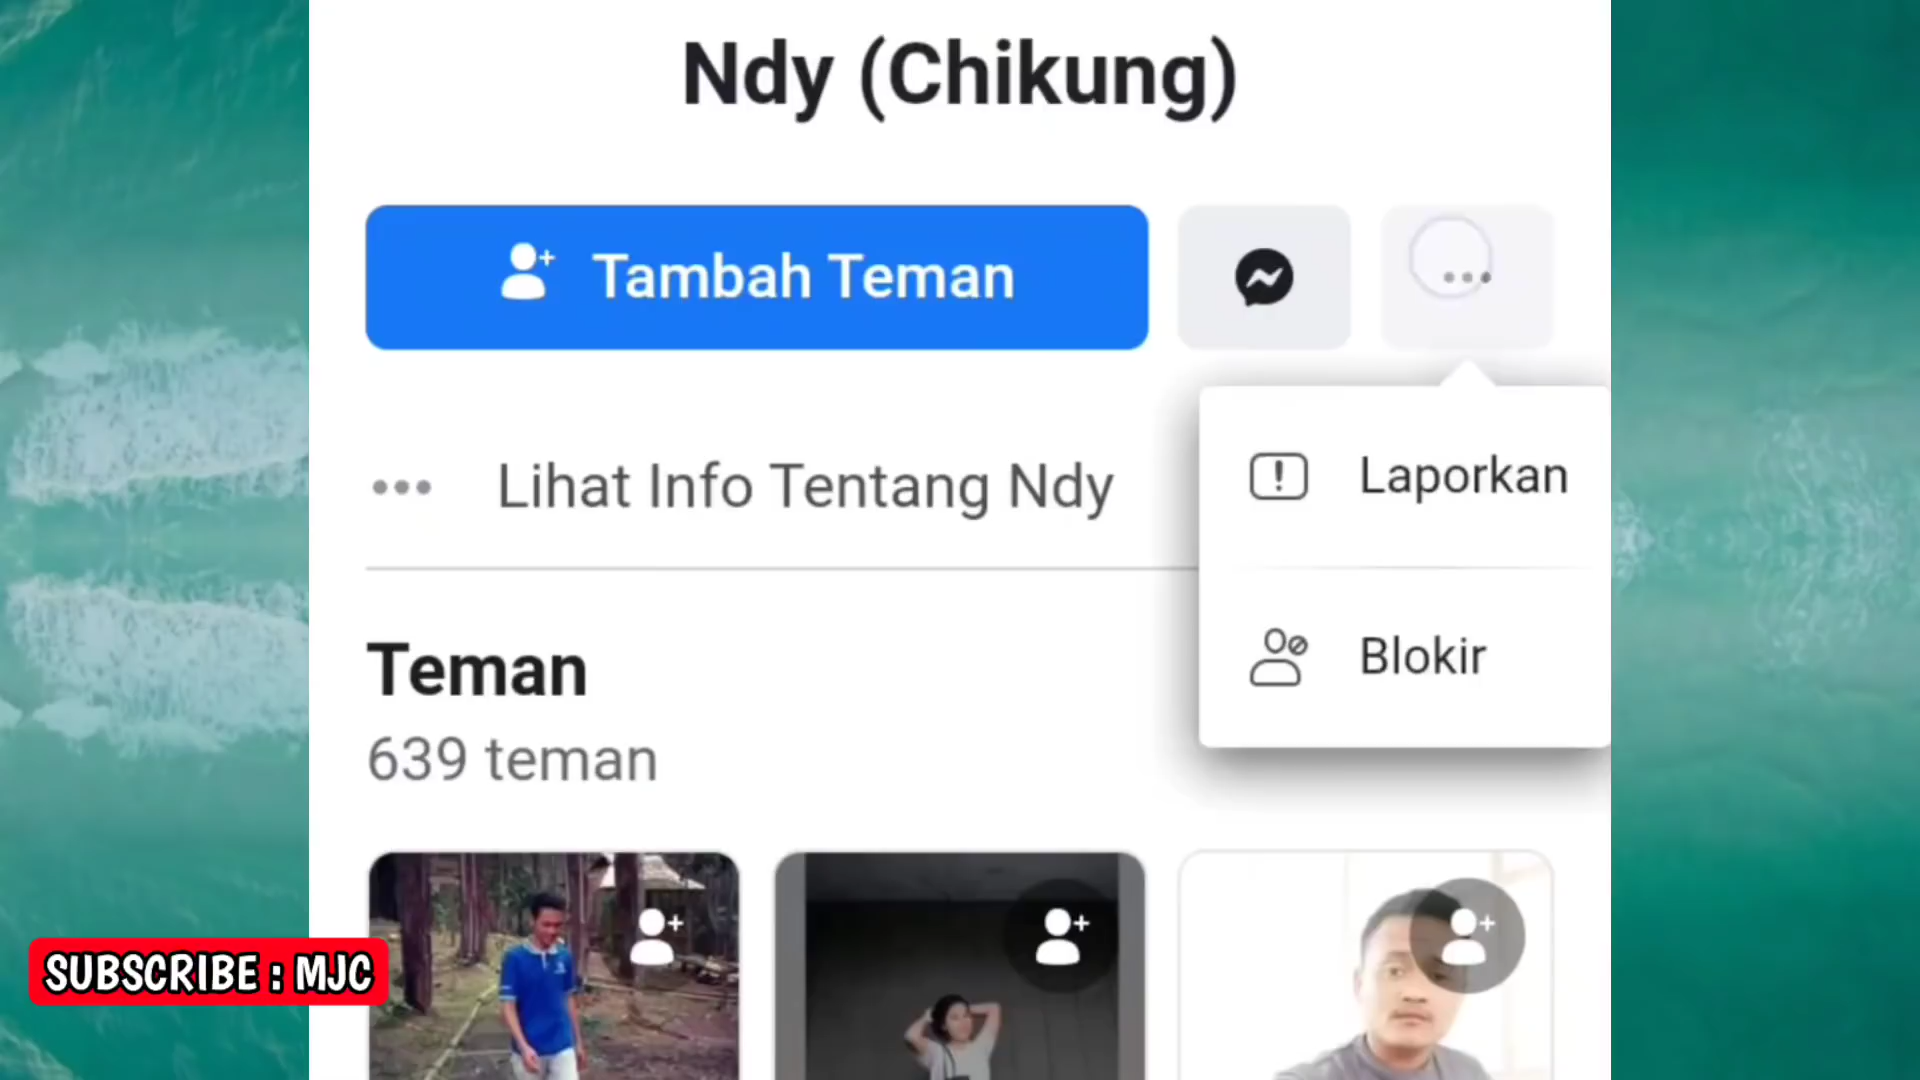 Ndy (Chikung)
Tambah Teman
Lihat Info Tentang Ndy
Laporkan
Blokir
Teman
639 teman
SUBSCRIBE : MJC